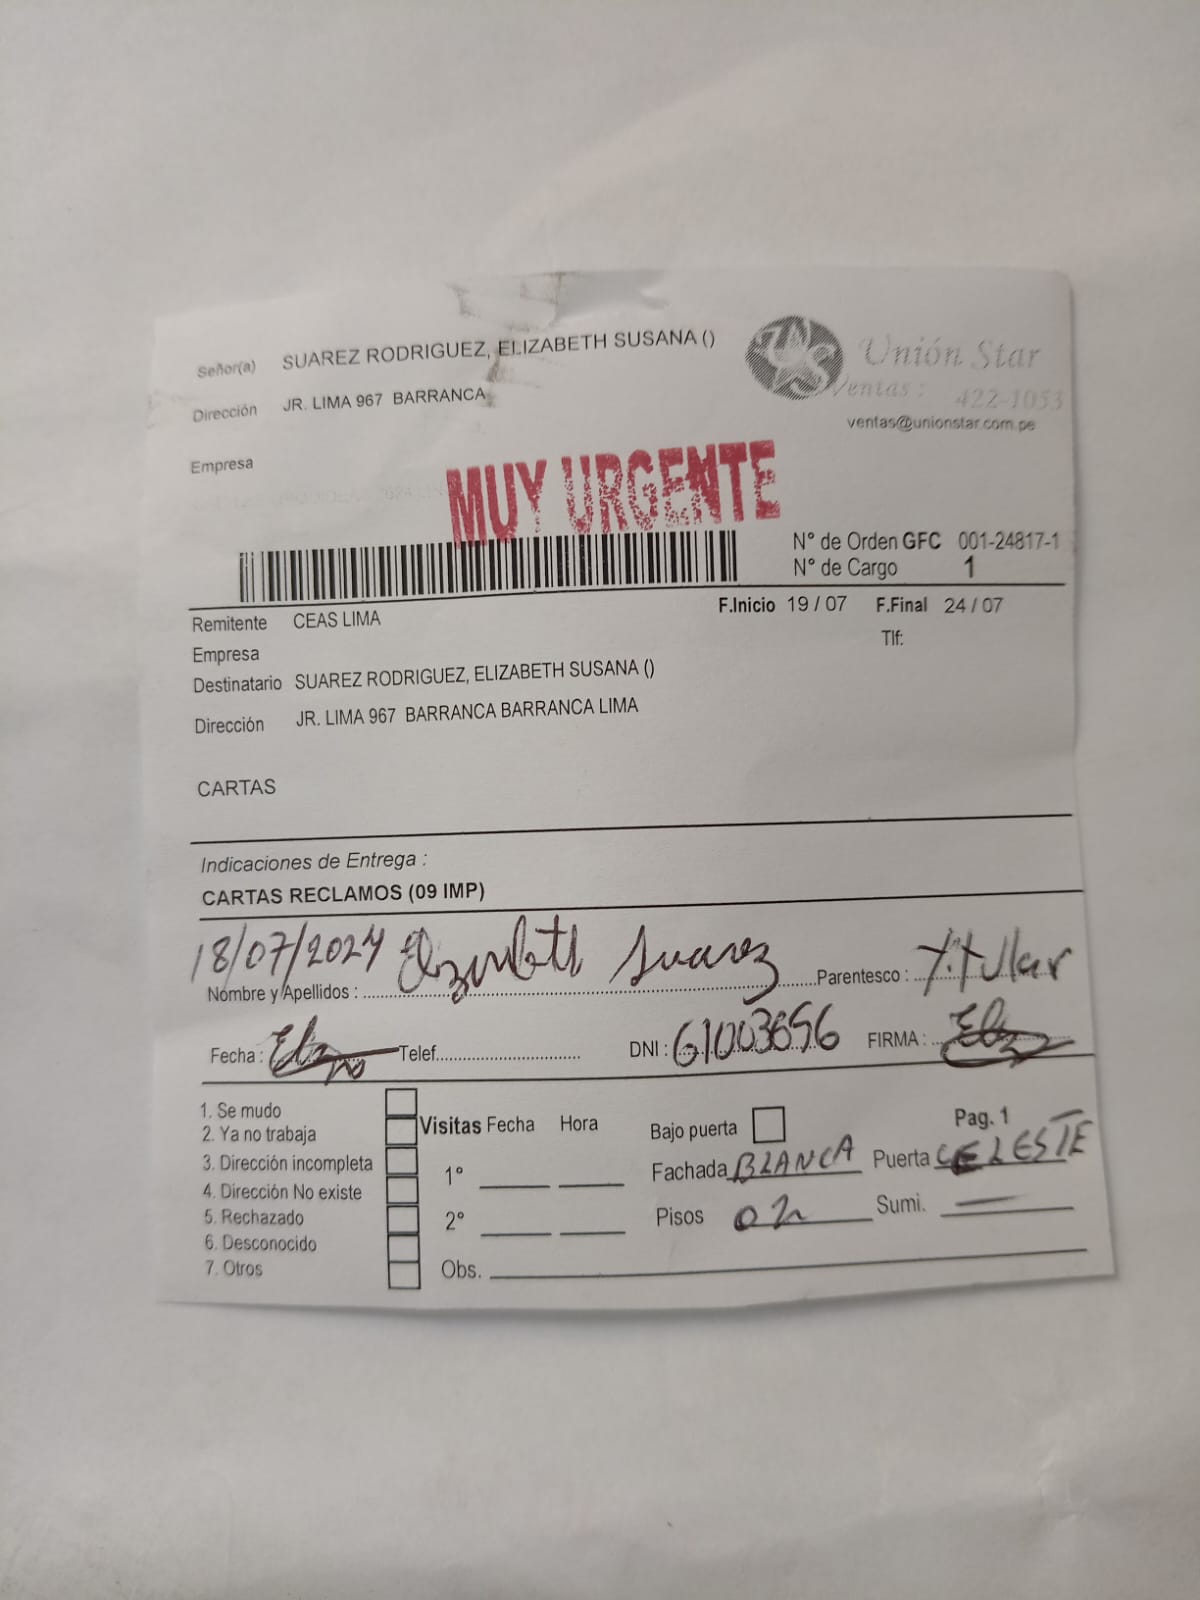 Señor(a) SUAREZ RODRIGUEZ, ELIZABETH SUSANA ()
Unión Star
Dirección JR. LIMA 967 BARRANCA
Ventas : 422-1053
ventas@unionstar.com.pe
Empresa
MUY URGENTE
N° de Orden GFC 001-24817-1
N° de Cargo 1
Remitente CEAS LIMA F.Inicio 19 / 07 F.Final 24 / 07
Empresa Tlf:
Destinatario SUAREZ RODRIGUEZ, ELIZABETH SUSANA ()
Dirección JR. LIMA 967 BARRANCA BARRANCA LIMA
CARTAS
Indicaciones de Entrega :
CARTAS RECLAMOS (09 IMP)
18/07/2024 Elizabeth Suarez Titular
Nombre y Apellidos : Parentesco :
Fecha : Telef. DNI : 61003656 FIRMA :
1. Se mudo
2. Ya no trabaja Visitas Fecha Hora Bajo puerta Pag. 1
3. Dirección incompleta 1° Fachada BLANCA Puerta CELESTE
4. Dirección No existe
5. Rechazado 2° Pisos 02 Sumi.
6. Desconocido
7. Otros Obs.